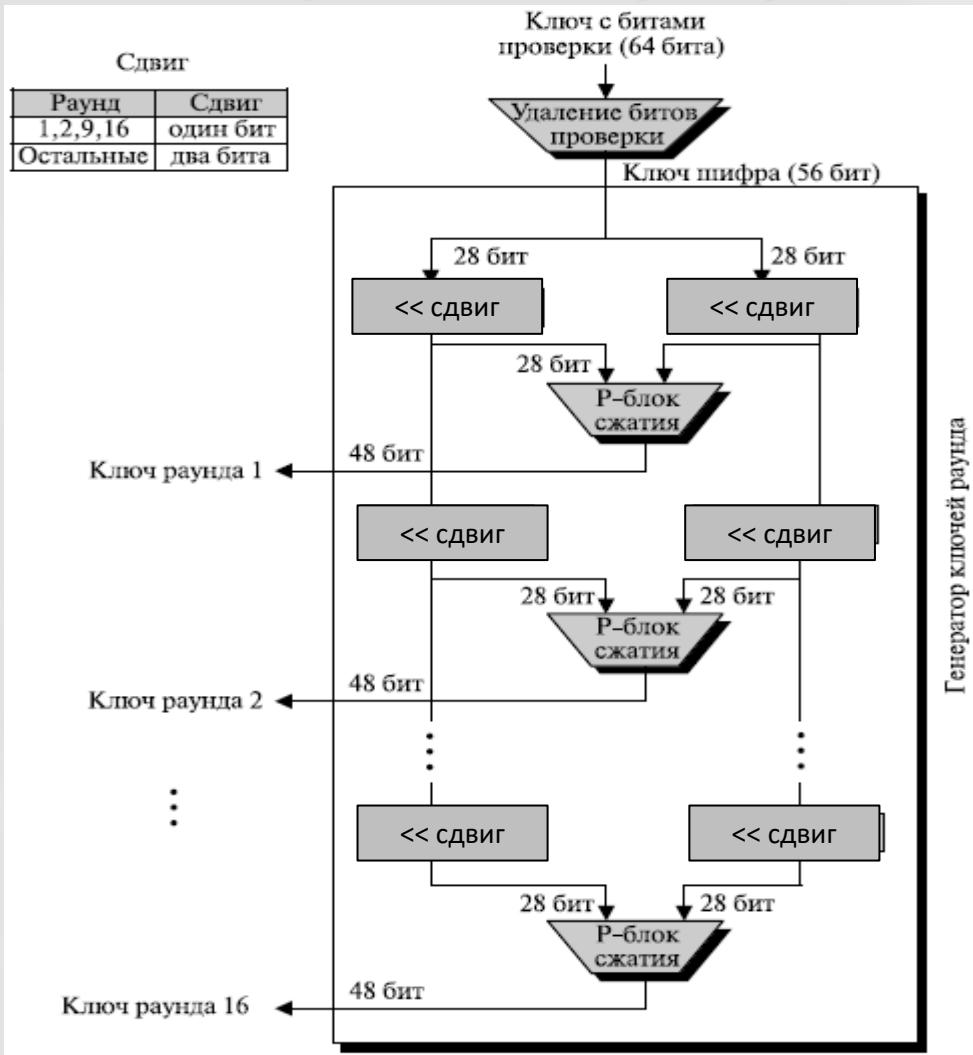 Ключ с битами
проверки (64 бита)
Сдвиг
Раунд Сдвиг
1,2,9,16 один бит
Остальные два бита
Удаление битов
проверки
Ключ шифра (56 бит)
28 бит 28 бит
<< сдвиг << сдвиг
28 бит
Р-блок
сжатия
48 бит
Ключ раунда 1
<< сдвиг << сдвиг
28 бит 28 бит
Р-блок
сжатия
48 бит
Ключ раунда 2
<< сдвиг << сдвиг
28 бит 28 бит
Р-блок
сжатия
48 бит
Ключ раунда 16
Генератор ключей раунда